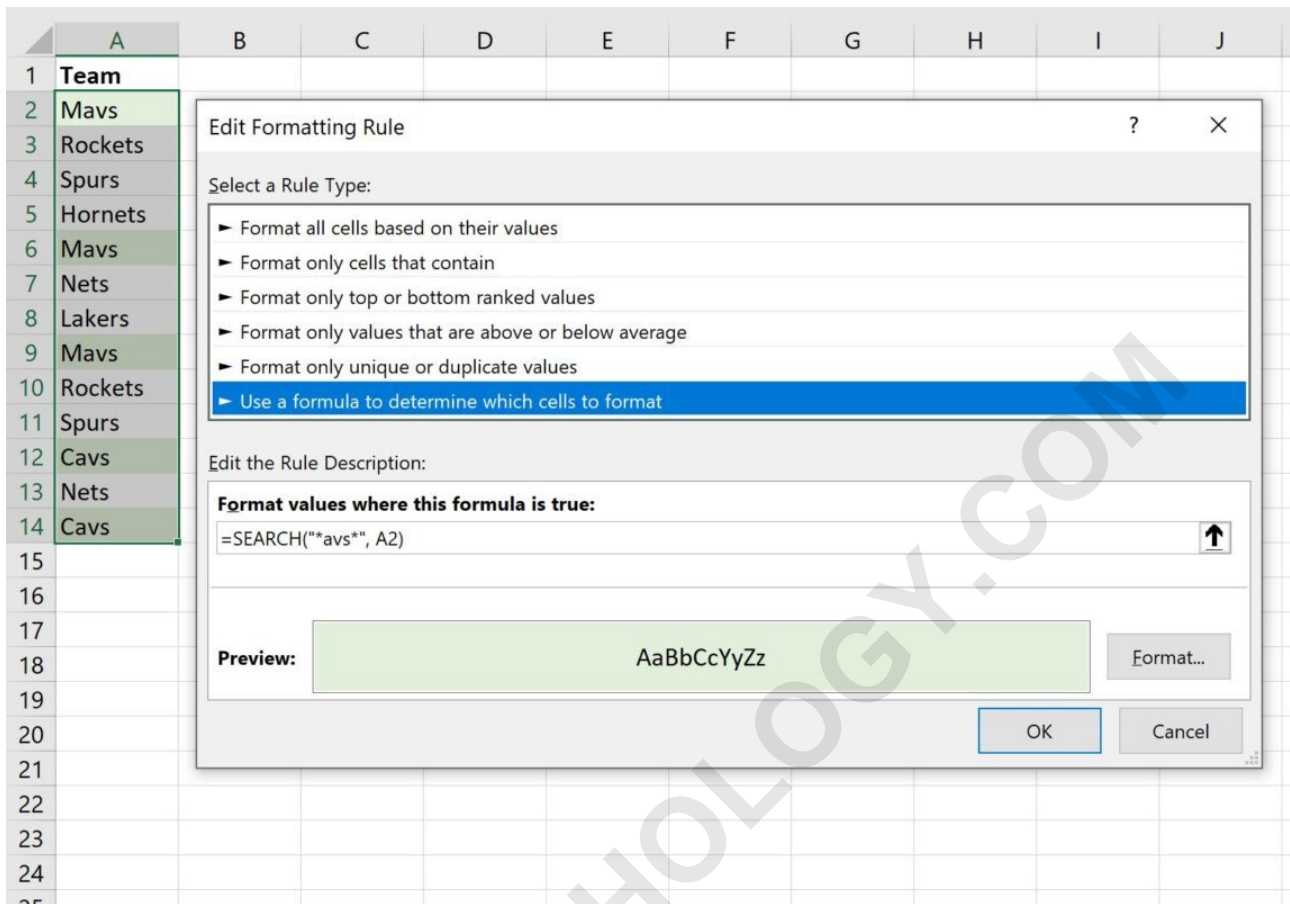 A B C D E F G H I J
1 Team
2 Mavs
3 Rockets
4 Spurs
5 Hornets
6 Mavs
7 Nets
8 Lakers
9 Mavs
10 Rockets
11 Spurs
12 Cavs
13 Nets
14 Cavs
15
16
17
18
19
20
21
22
23
24
Edit Formatting Rule ? ×
Select a Rule Type:
► Format all cells based on their values
► Format only cells that contain
► Format only top or bottom ranked values
► Format only values that are above or below average
► Format only unique or duplicate values
► Use a formula to determine which cells to format
Edit the Rule Description:
Format values where this formula is true:
=SEARCH("*avs*", A2)
Preview: AaBbCcYyZz Format...
OK Cancel
HOLOGY.COM